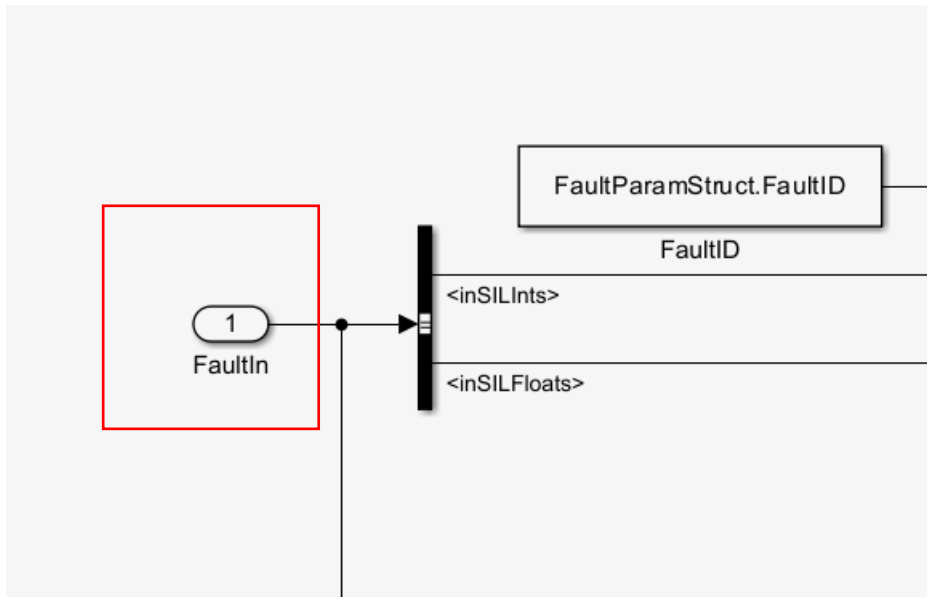 FaultParamStruct.FaultID
FaultID
<inSILInts>
1
FaultIn
<inSILFloats>